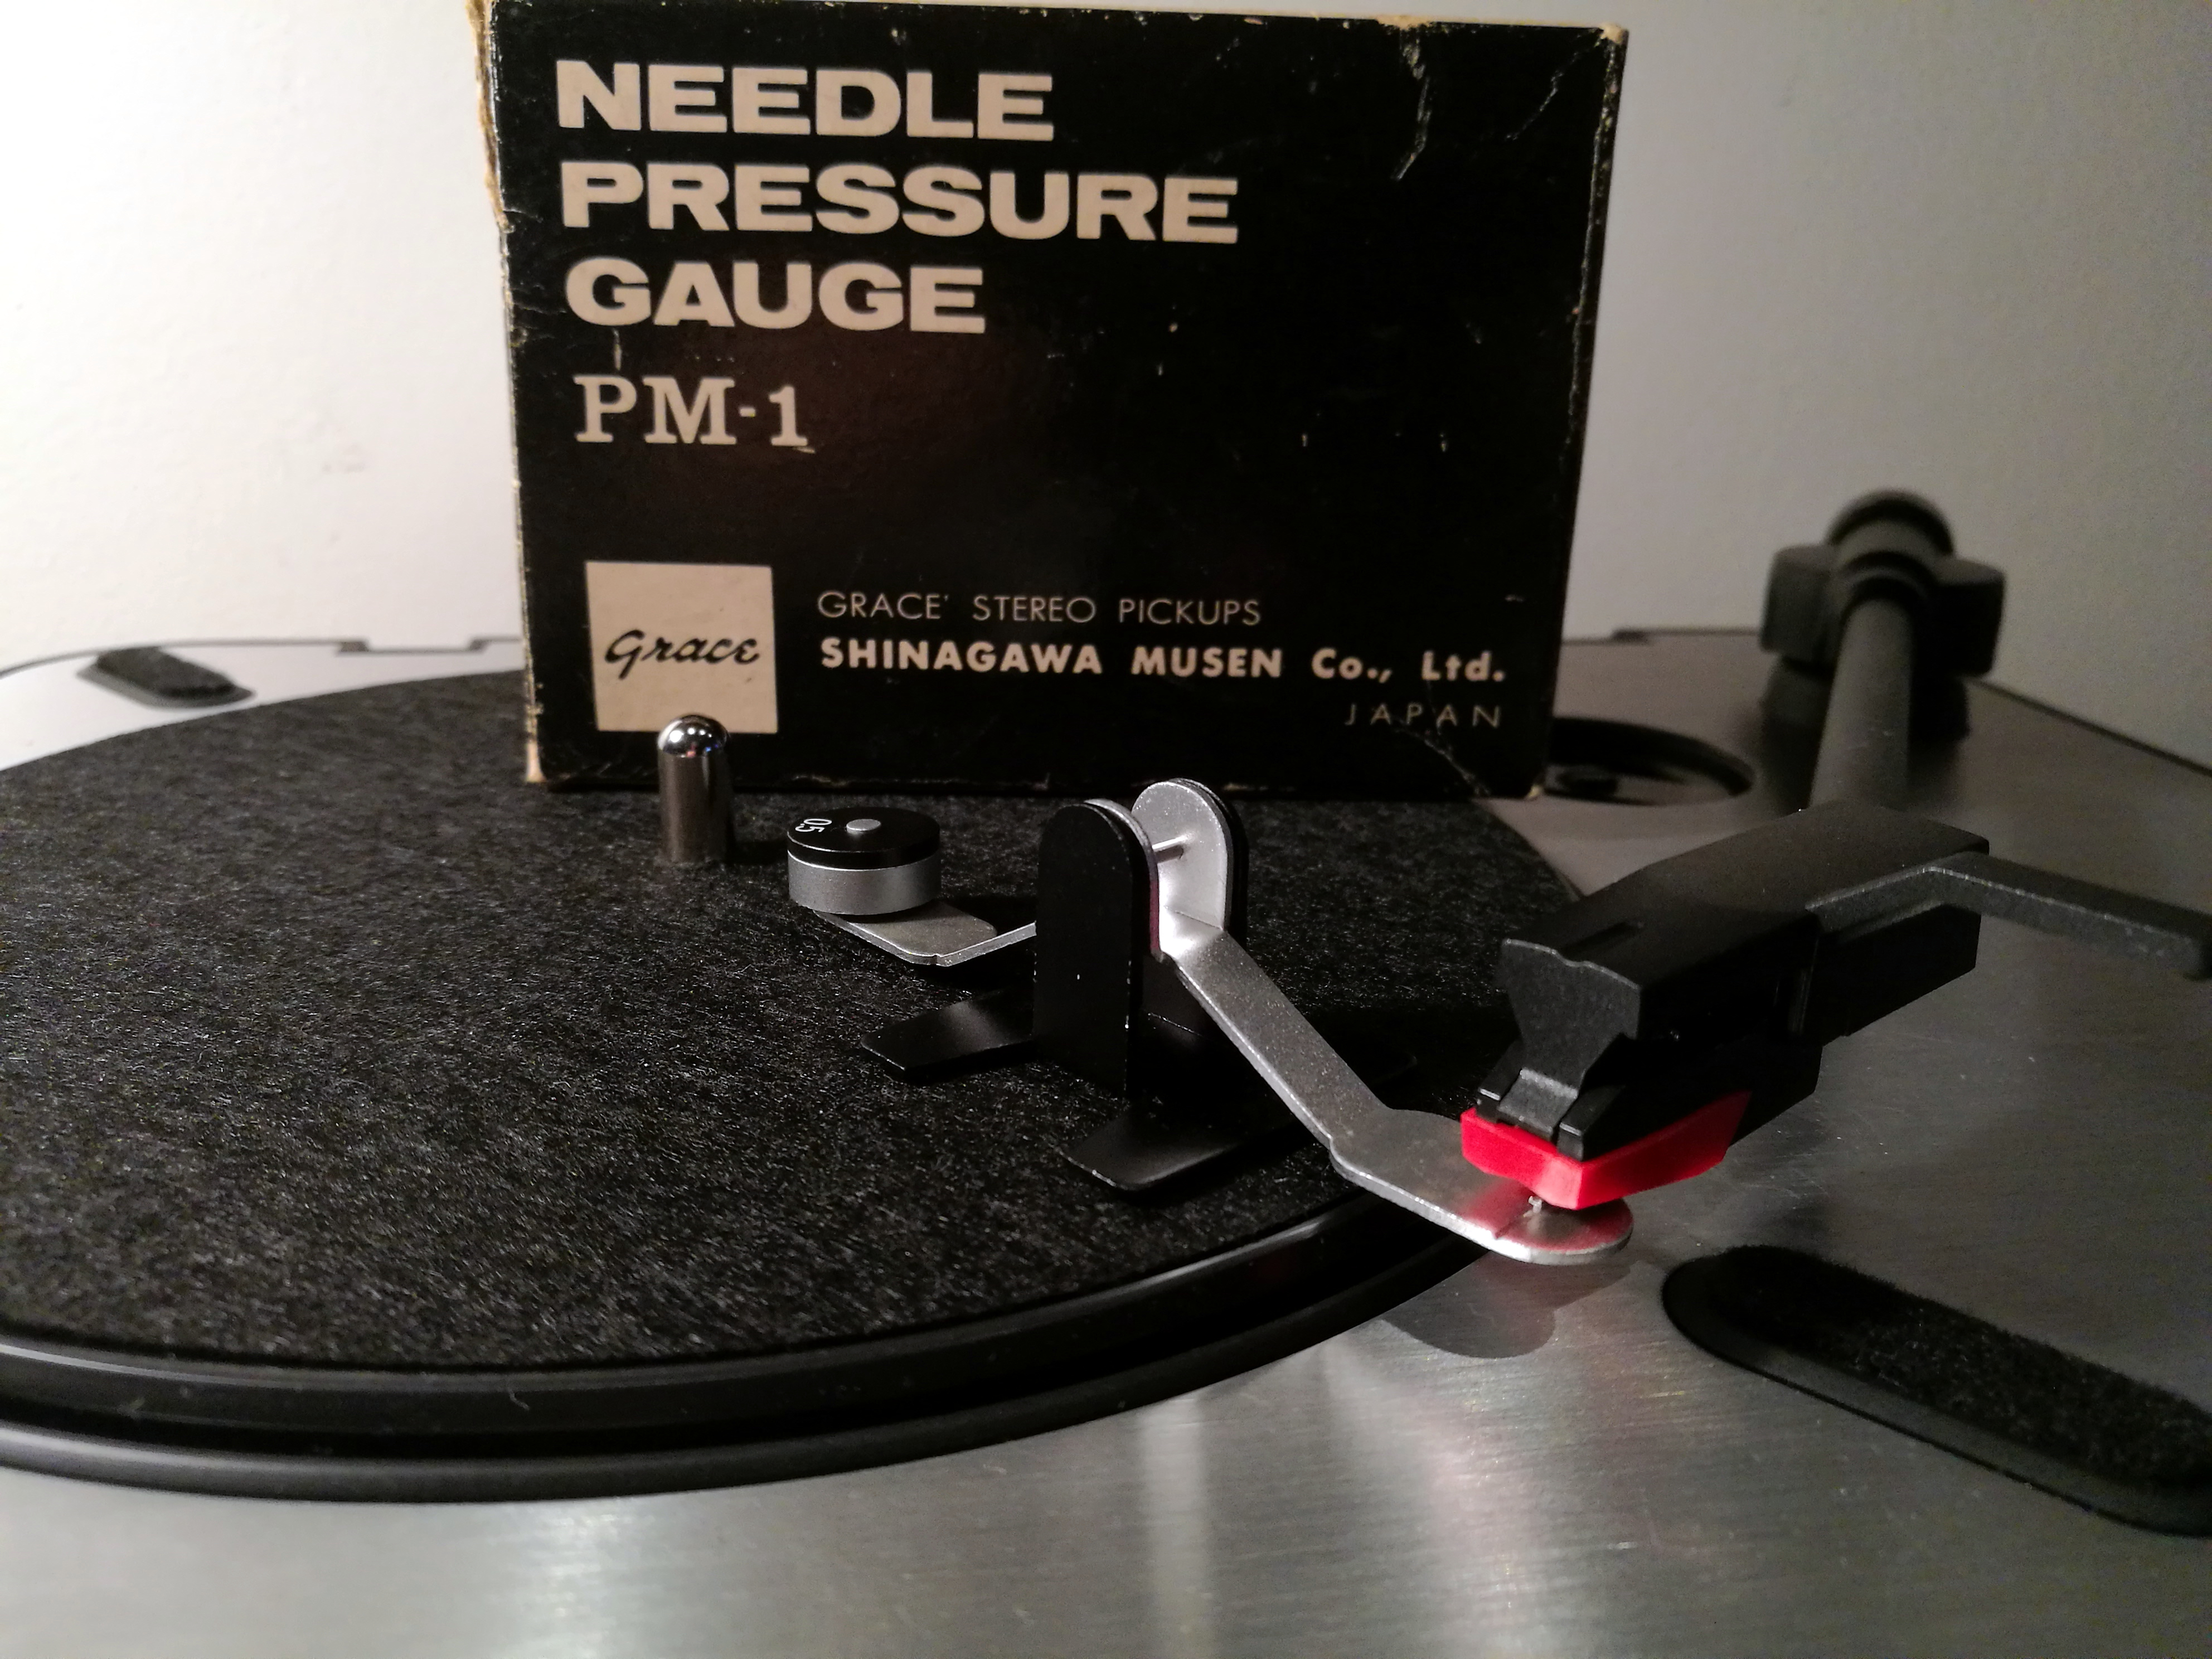 NEEDLE
PRESSURE
GAUGE
PM-1
Grace
GRACE' STEREO PICKUPS
SHINAGAWA MUSEN Co., Ltd.
JAPAN
0.5